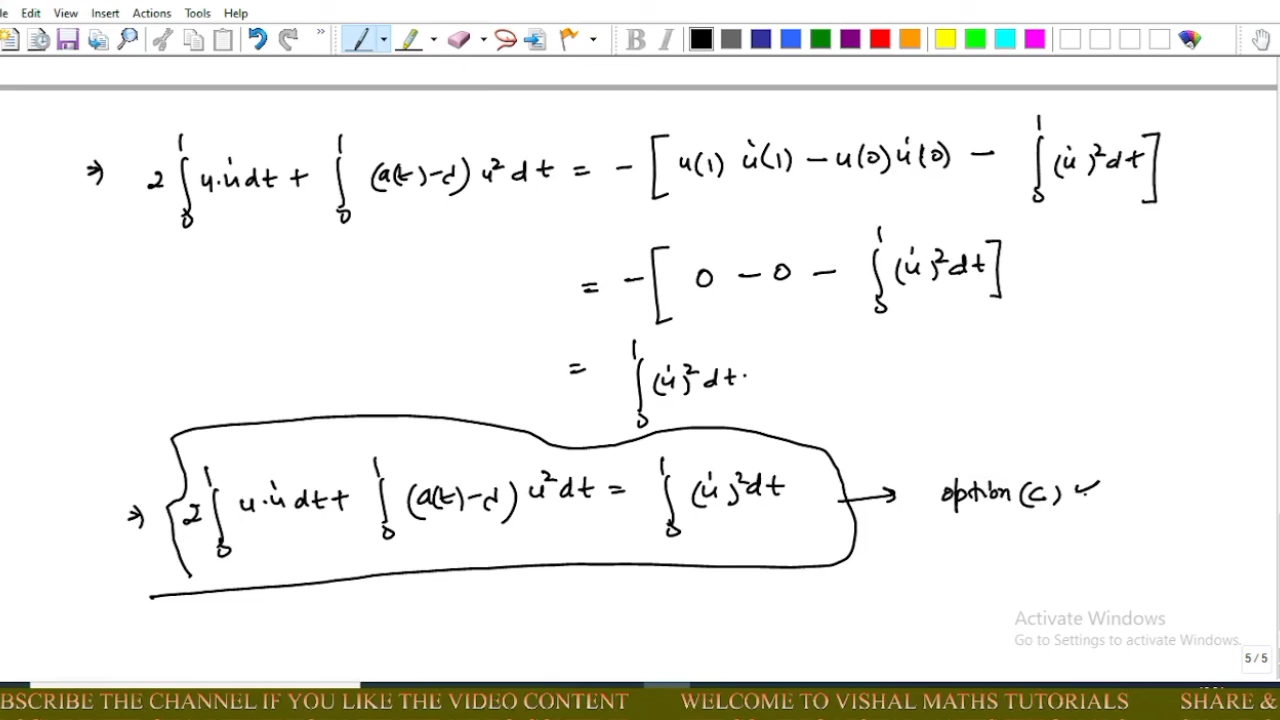 le Edit View Insert Actions Tools Help
»
B I
⇒ 2 ∫₀¹ u·u̇ dt + ∫₀¹ (a(t)-λ) u² dt = - [ u(1) u̇(1) - u(0) u̇(0) - ∫₀¹ (u̇)² dt ]
= - [ 0 - 0 - ∫₀¹ (u̇)² dt ]
= ∫₀¹ (u̇)² dt.
⇒ 2 ∫₀¹ u·u̇ dt + ∫₀¹ (a(t)-λ) u² dt = ∫₀¹ (u̇)² dt → option (c) ✓
Activate Windows
Go to Settings to activate Windows.
5 / 5
BSCRIBE THE CHANNEL IF YOU LIKE THE VIDEO CONTENT WELCOME TO VISHAL MATHS TUTORIALS SHARE &